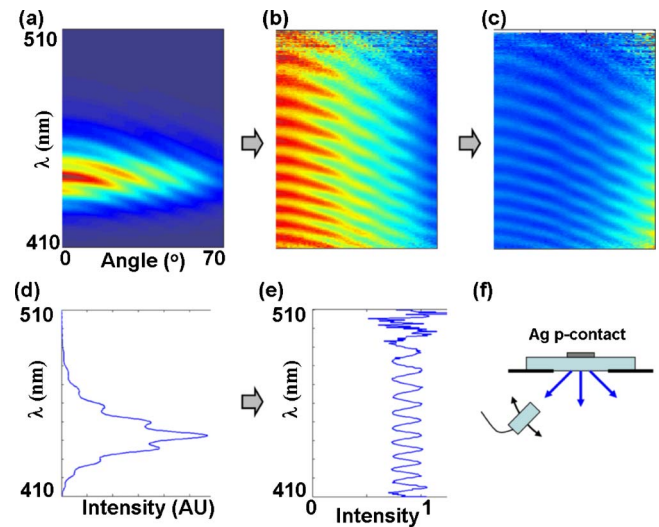 (a)
(b)
(c)
510
λ (nm)
410
0
Angle (º)
70
(d)
(e)
(f)
510
λ (nm)
410
Intensity (AU)
510
λ (nm)
410
0
Intensity
1
Ag p-contact